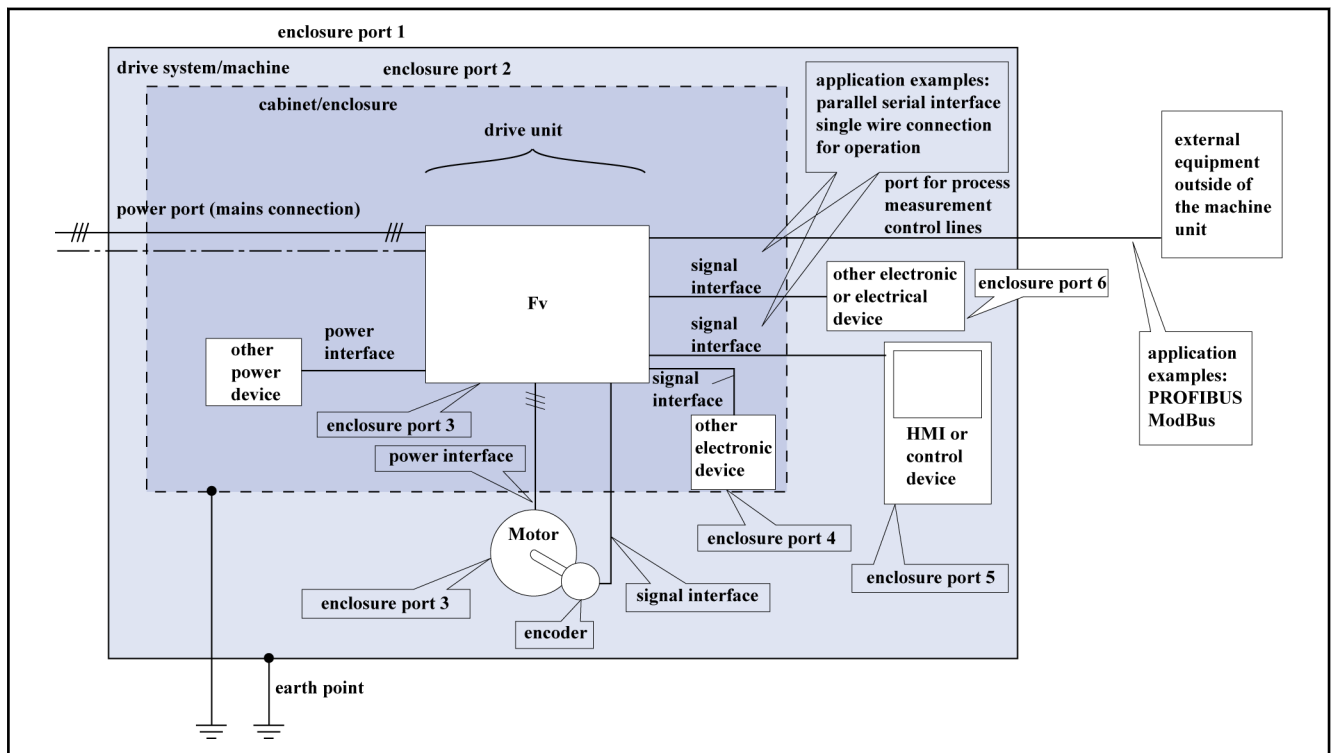 enclosure port 1
drive system/machine
enclosure port 2
cabinet/enclosure
drive unit
application examples:
parallel serial interface
single wire connection
for operation
external
equipment
outside of
the machine
unit
port for process
measurement
control lines
power port (mains connection)
signal
interface
other electronic
or electrical
device
enclosure port 6
Fv
signal
interface
power
interface
other
power
device
signal
interface
application
examples:
PROFIBUS
ModBus
enclosure port 3
other
electronic
device
HMI or
control
device
power interface
Motor
enclosure port 4
enclosure port 5
enclosure port 3
signal interface
encoder
earth point